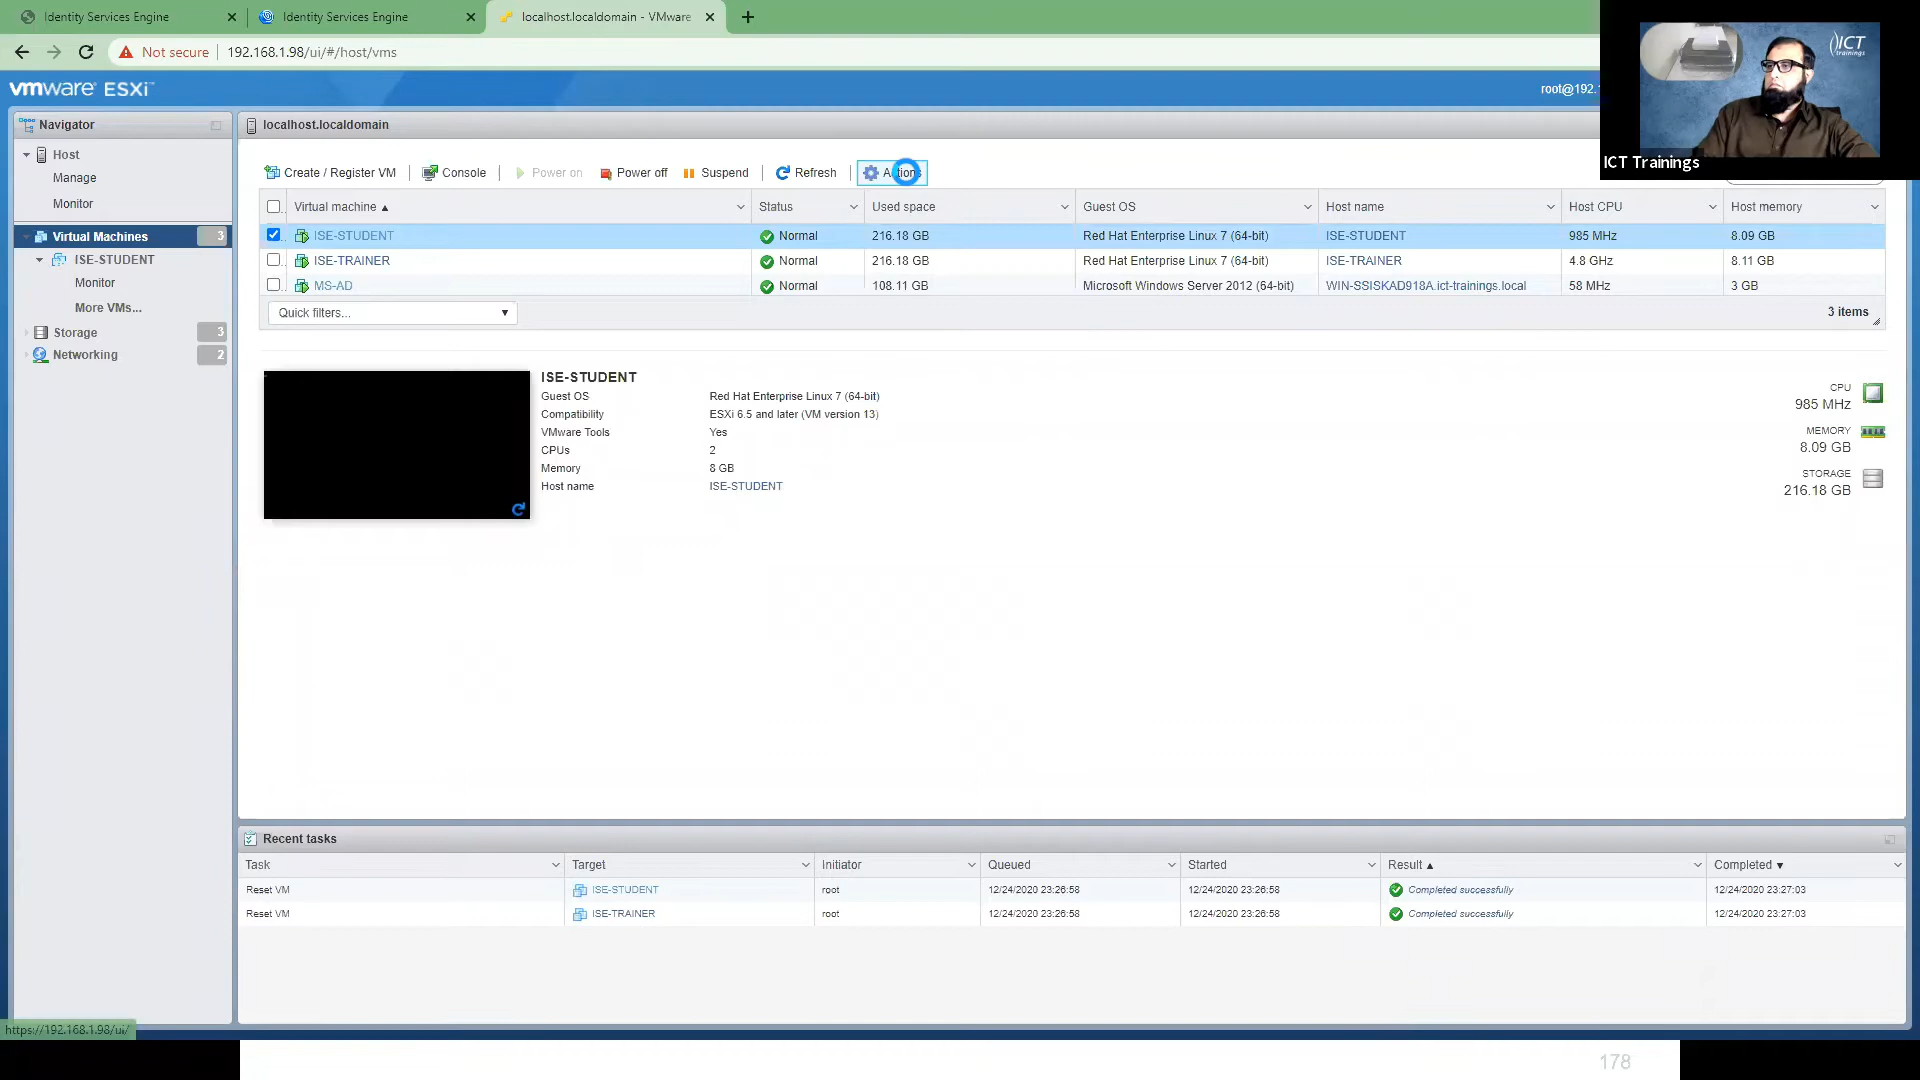 Identity Services Engine
Identity Services Engine
localhost.localdomain - VMware
Not secure
192.168.1.98/ui/#/host/vms
vmware ESXi
root@192.1
ICT trainings
ICT Trainings
Navigator
Host
Manage
Monitor
Virtual Machines 3
ISE-STUDENT
Monitor
More VMs...
Storage 3
Networking 2
localhost.localdomain
Create / Register VM Console Power on Power off Suspend Refresh Actions
Virtual machine Status Used space Guest OS Host name Host CPU Host memory
ISE-STUDENT Normal 216.18 GB Red Hat Enterprise Linux 7 (64-bit) ISE-STUDENT 985 MHz 8.09 GB
ISE-TRAINER Normal 216.18 GB Red Hat Enterprise Linux 7 (64-bit) ISE-TRAINER 4.8 GHz 8.11 GB
MS-AD Normal 108.11 GB Microsoft Windows Server 2012 (64-bit) WIN-SSISKAD918A.ict-trainings.local 58 MHz 3 GB
Quick filters...
3 items
ISE-STUDENT
Guest OS Red Hat Enterprise Linux 7 (64-bit)
Compatibility ESXi 6.5 and later (VM version 13)
VMware Tools Yes
CPUs 2
Memory 8 GB
Host name ISE-STUDENT
CPU
985 MHz
MEMORY
8.09 GB
STORAGE
216.18 GB
Recent tasks
Task Target Initiator Queued Started Result Completed
Reset VM ISE-STUDENT root 12/24/2020 23:26:58 12/24/2020 23:26:58 Completed successfully 12/24/2020 23:27:03
Reset VM ISE-TRAINER root 12/24/2020 23:26:58 12/24/2020 23:26:58 Completed successfully 12/24/2020 23:27:03
https://192.168.1.98/ui/
178